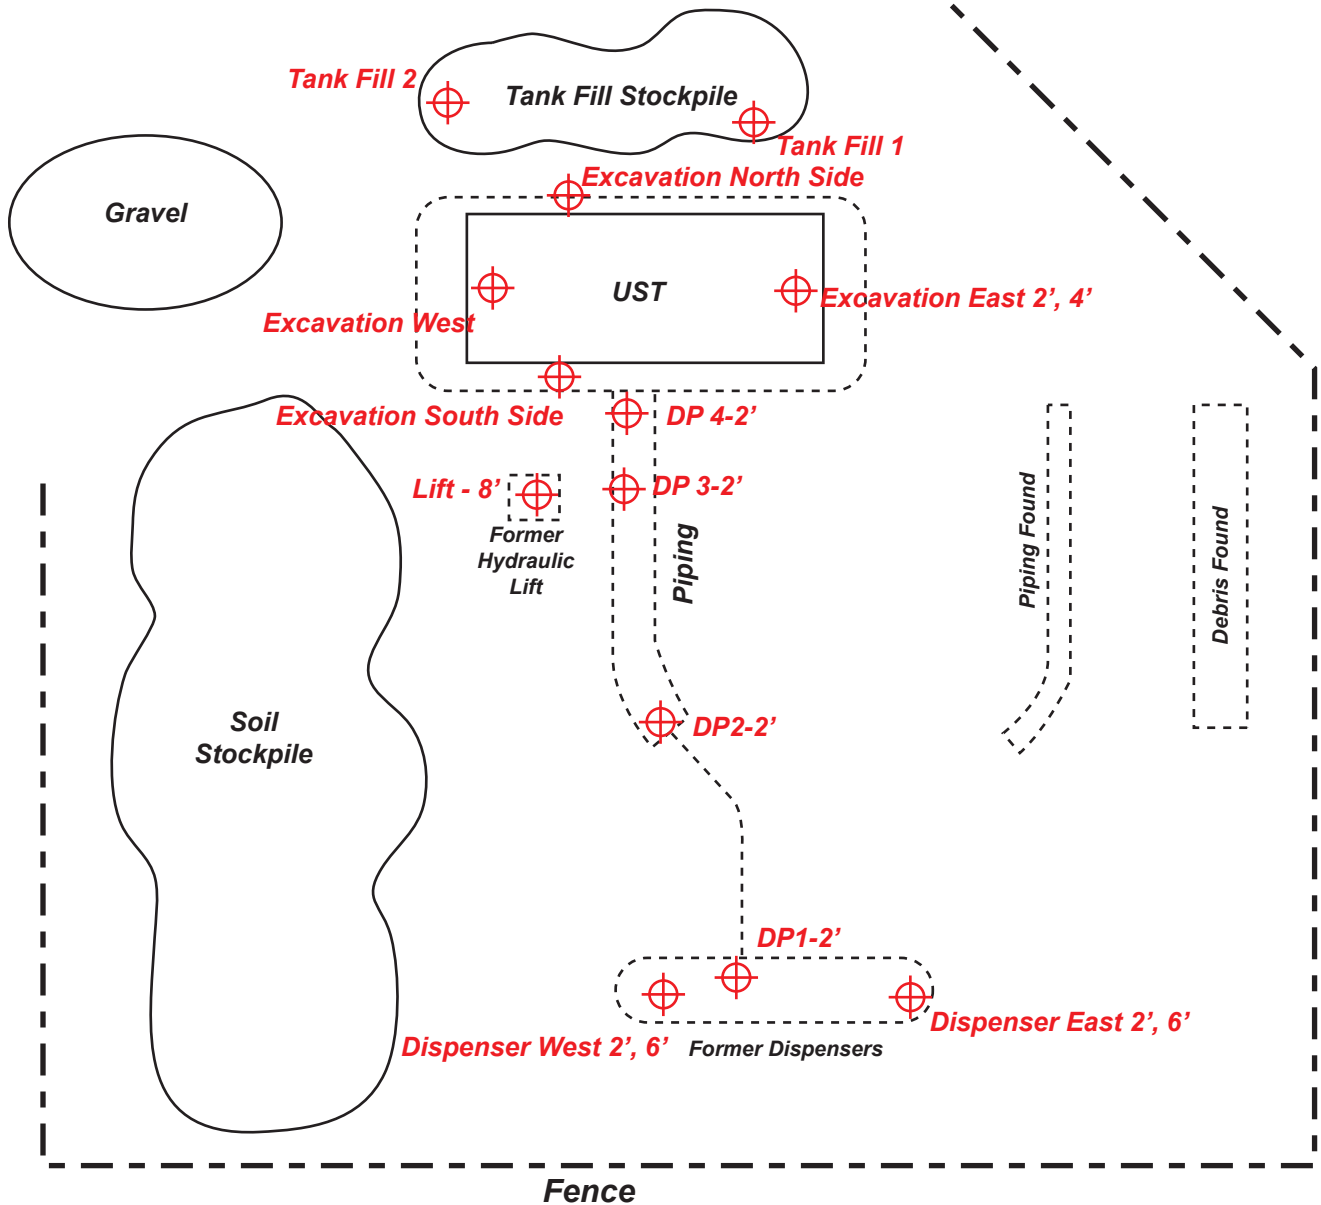 Tank Fill 2
Tank Fill Stockpile
Tank Fill 1
Excavation North Side
Gravel
UST
Excavation East 2’, 4’
Excavation West
Excavation South Side
DP 4-2’
Lift - 8’
DP 3-2’
Former
Hydraulic
Lift
Piping
Piping Found
Debris Found
Soil
Stockpile
DP2-2’
DP1-2’
Dispenser East 2’, 6’
Dispenser West 2’, 6’
Former Dispensers
Fence